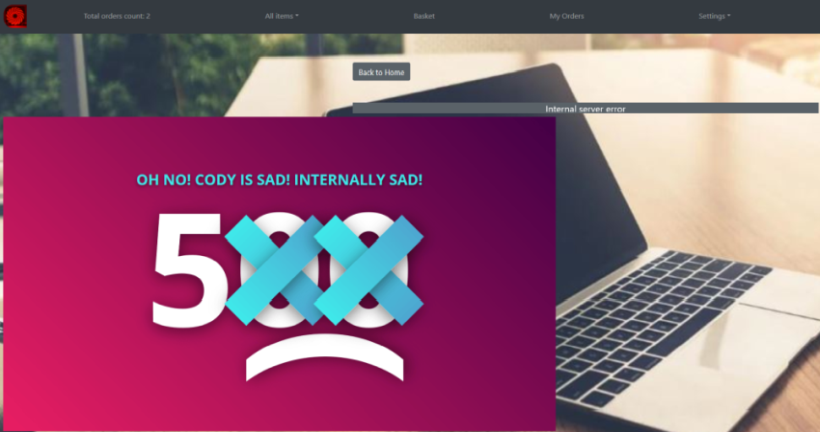 Total orders count: 2
All items
Basket
My Orders
Settings
Back to Home
Internal server error
OH NO! CODY IS SAD! INTERNALLY SAD!
500